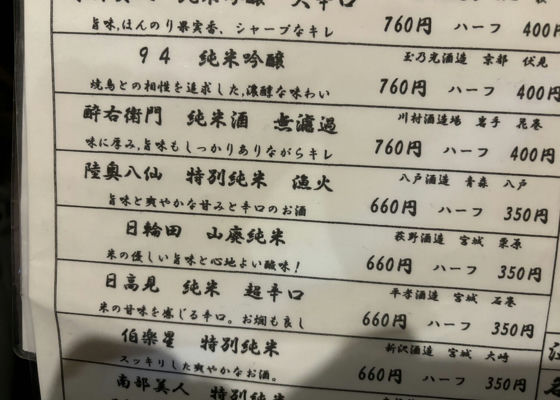 純米吟醸 大辛口
旨味、ほんのり果実香、シャープなキレ 760円 ハーフ 400円
94 純米吟醸 玉乃光酒造 京都 伏見
焼鳥との相性を追求した、濃醇な味わい 760円 ハーフ 400円
酔右衛門 純米酒 無濾過 川村酒造場 岩手 花巻
味に厚み、旨味もしっかりありながらキレ 760円 ハーフ 400円
陸奥八仙 特別純米 漁火 八戸酒造 青森 八戸
旨味と爽やかな甘みと辛口のお酒 660円 ハーフ 350円
日輪田 山廃純米 萩野酒造 宮城 栗原
米の優しい旨味と心地よい酸味! 660円 ハーフ 350円
日高見 純米 超辛口 平孝酒造 宮城 石巻
米の甘味を感じる辛口。お燗も良し 660円 ハーフ 350円
伯楽星 特別純米 新沢酒造 宮城 大崎
スッキリした爽やかなお酒。 660円 ハーフ 350円
南部美人 特別純米